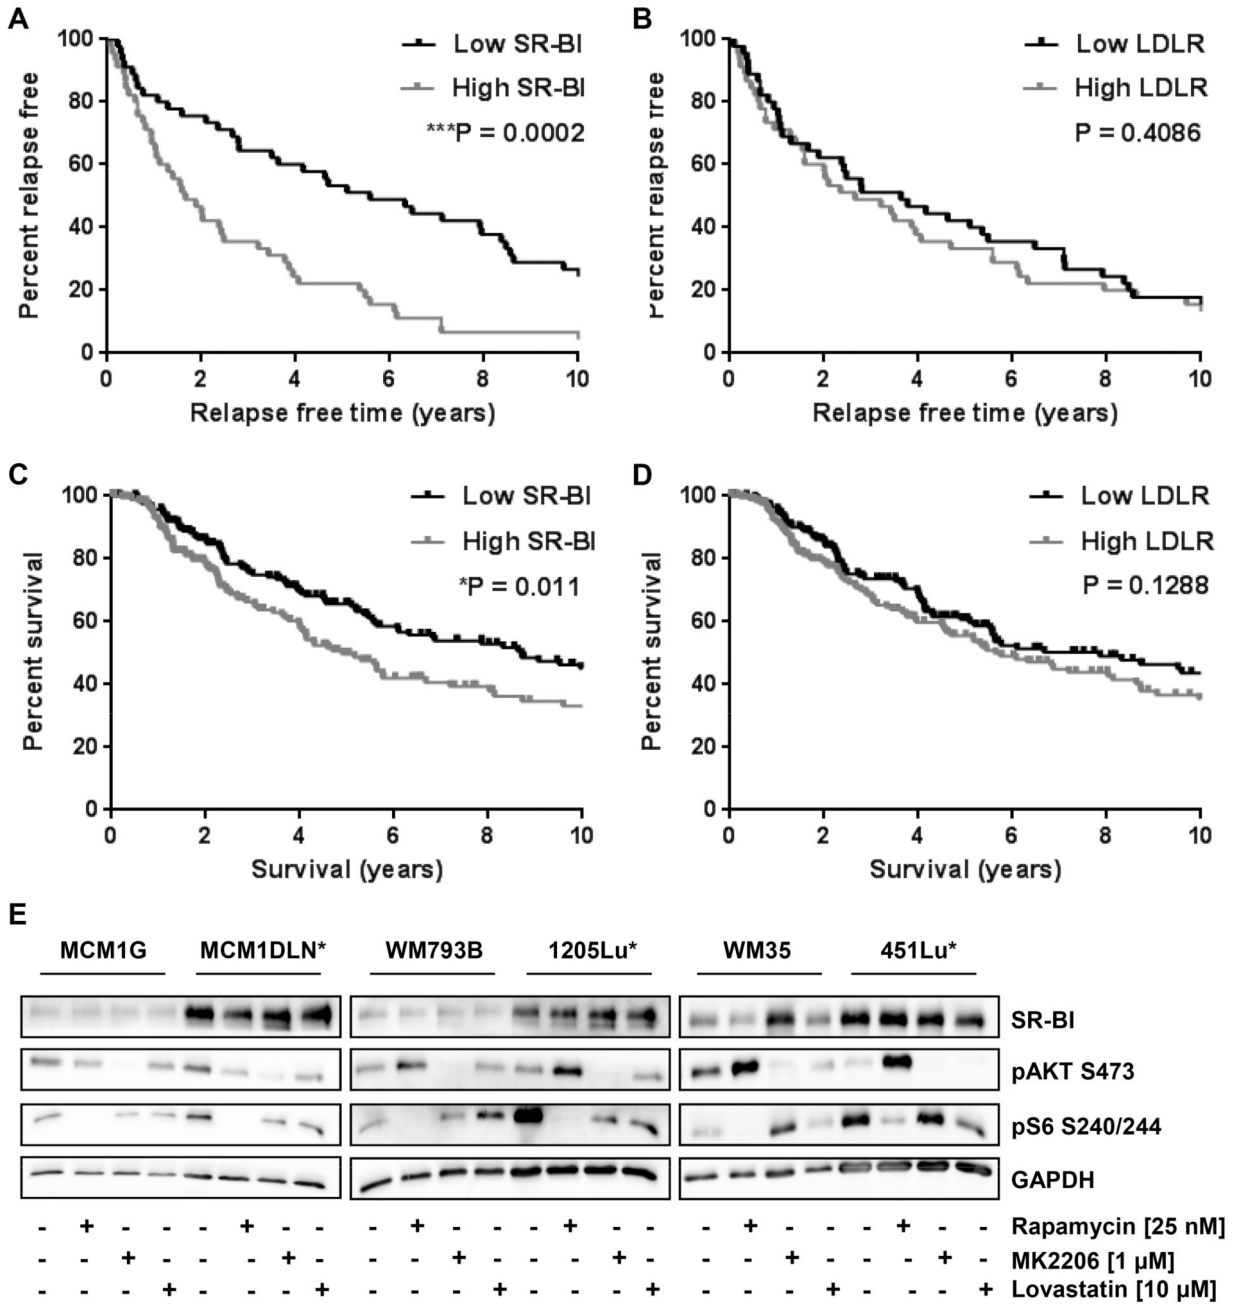 A
Percent relapse free
100
80
60
40
20
0
0 2 4 6 8 10
Relapse free time (years)
Low SR-BI
High SR-BI
***P = 0.0002
B
Percent relapse free
100
80
60
40
20
0
0 2 4 6 8 10
Relapse free time (years)
Low LDLR
High LDLR
P = 0.4086
C
Percent survival
100
80
60
40
20
0
0 2 4 6 8 10
Survival (years)
Low SR-BI
High SR-BI
*P = 0.011
D
Percent survival
100
80
60
40
20
0
0 2 4 6 8 10
Survival (years)
Low LDLR
High LDLR
P = 0.1288
E
MCM1G MCM1DLN* WM793B 1205Lu* WM35 451Lu*
SR-BI
pAKT S473
pS6 S240/244
GAPDH
- + - - - + - - - + - - - + - - - + - - - + - - Rapamycin [25 nM]
- - + - - - + - - - + - - - + - - - + - - - + - MK2206 [1 µM]
- - - + - - - + - - - + - - - + - - - + - - - + Lovastatin [10 µM]